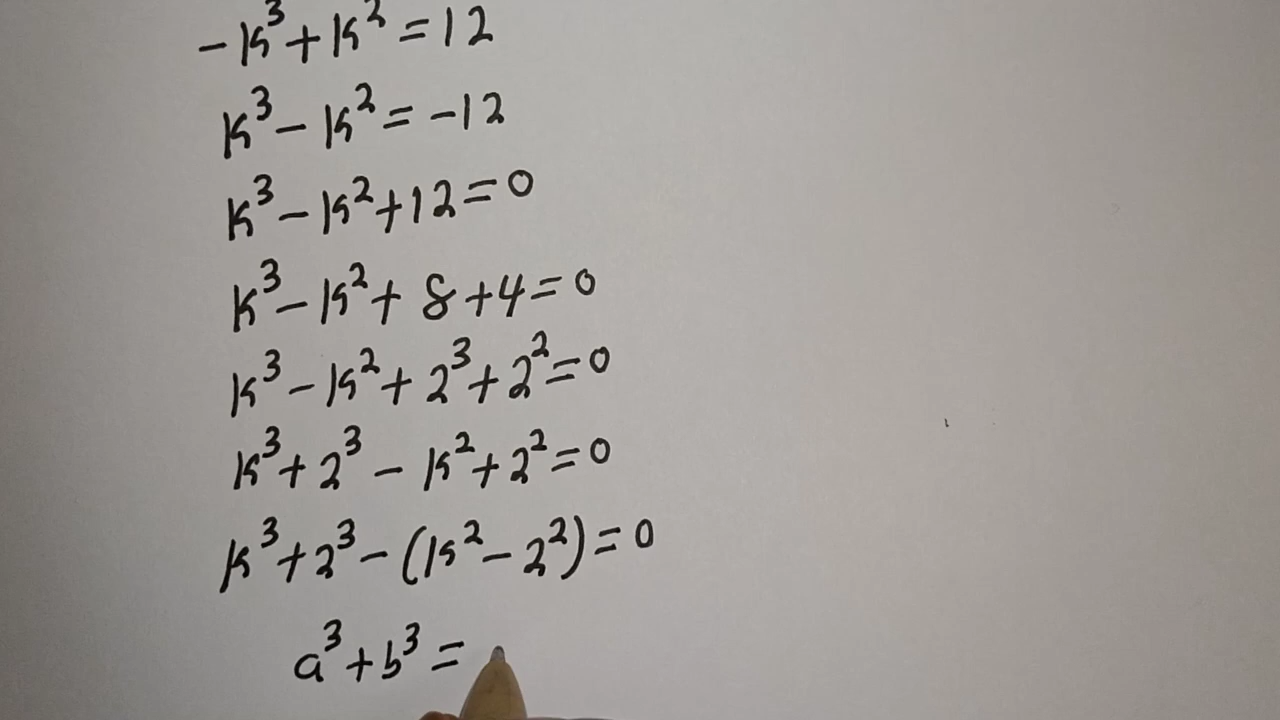 -k³+k²=12
k³-k²=-12
k³-k²+12=0
k³-k²+8+4=0
k³-k²+2³+2²=0
k³+2³-k²+2²=0
k³+2³-(k²-2²)=0
a³+b³=